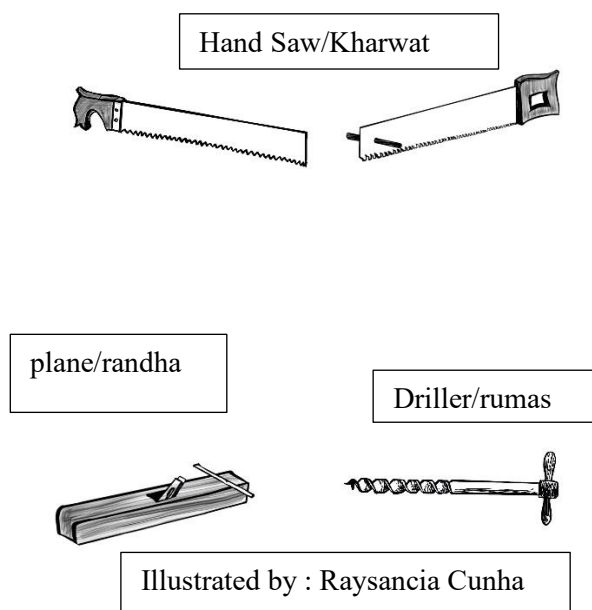 Hand Saw/Kharwat
plane/randha
Driller/rumas
Illustrated by : Raysancia Cunha